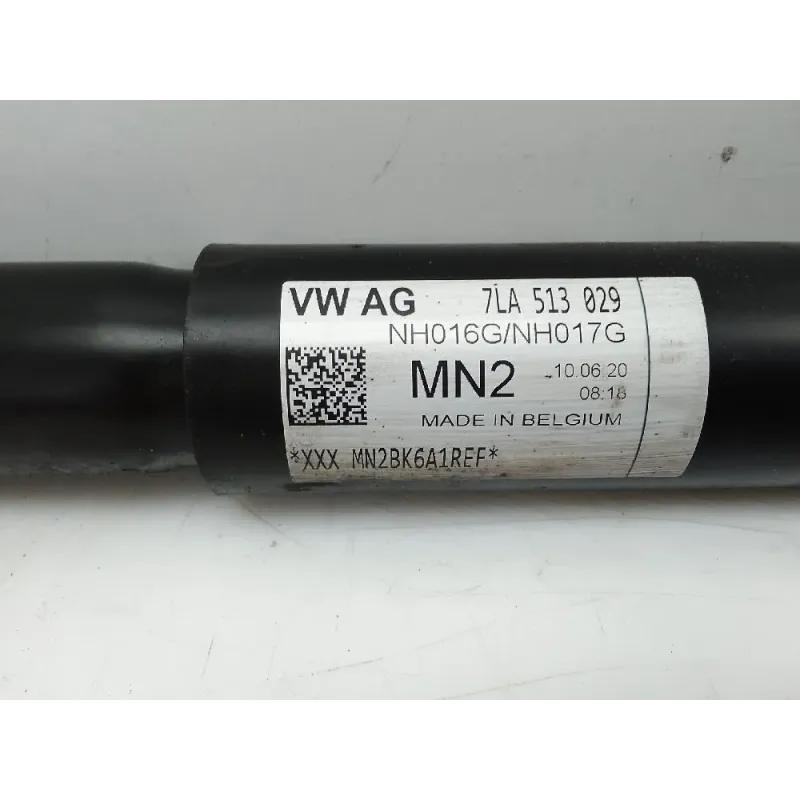 VW AG 7LA 513 029
NH016G/NH017G
MN2 10.06.20
08:18
MADE IN BELGIUM
*XXX MN2BK6A1REF*